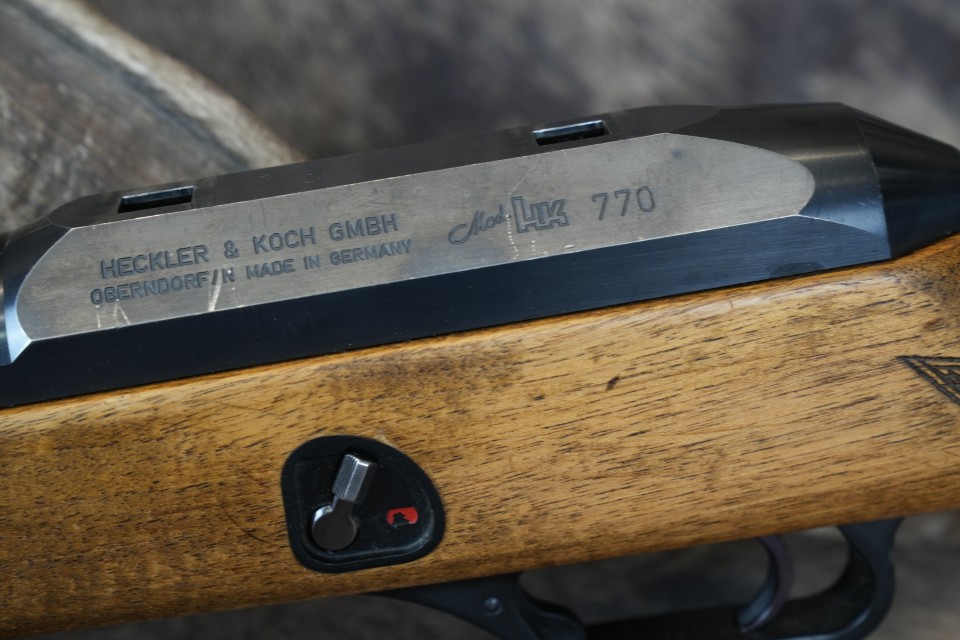 HECKLER & KOCH GMBH
OBERNDORF/N MADE IN GERMANY
Mod. HK 770